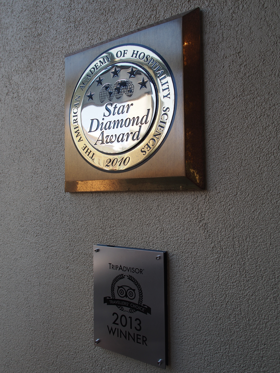 THE AMERICAN ACADEMY OF HOSPITALITY SCIENCES
Star
Diamond
Award
2010
TRIPADVISOR
2013
WINNER